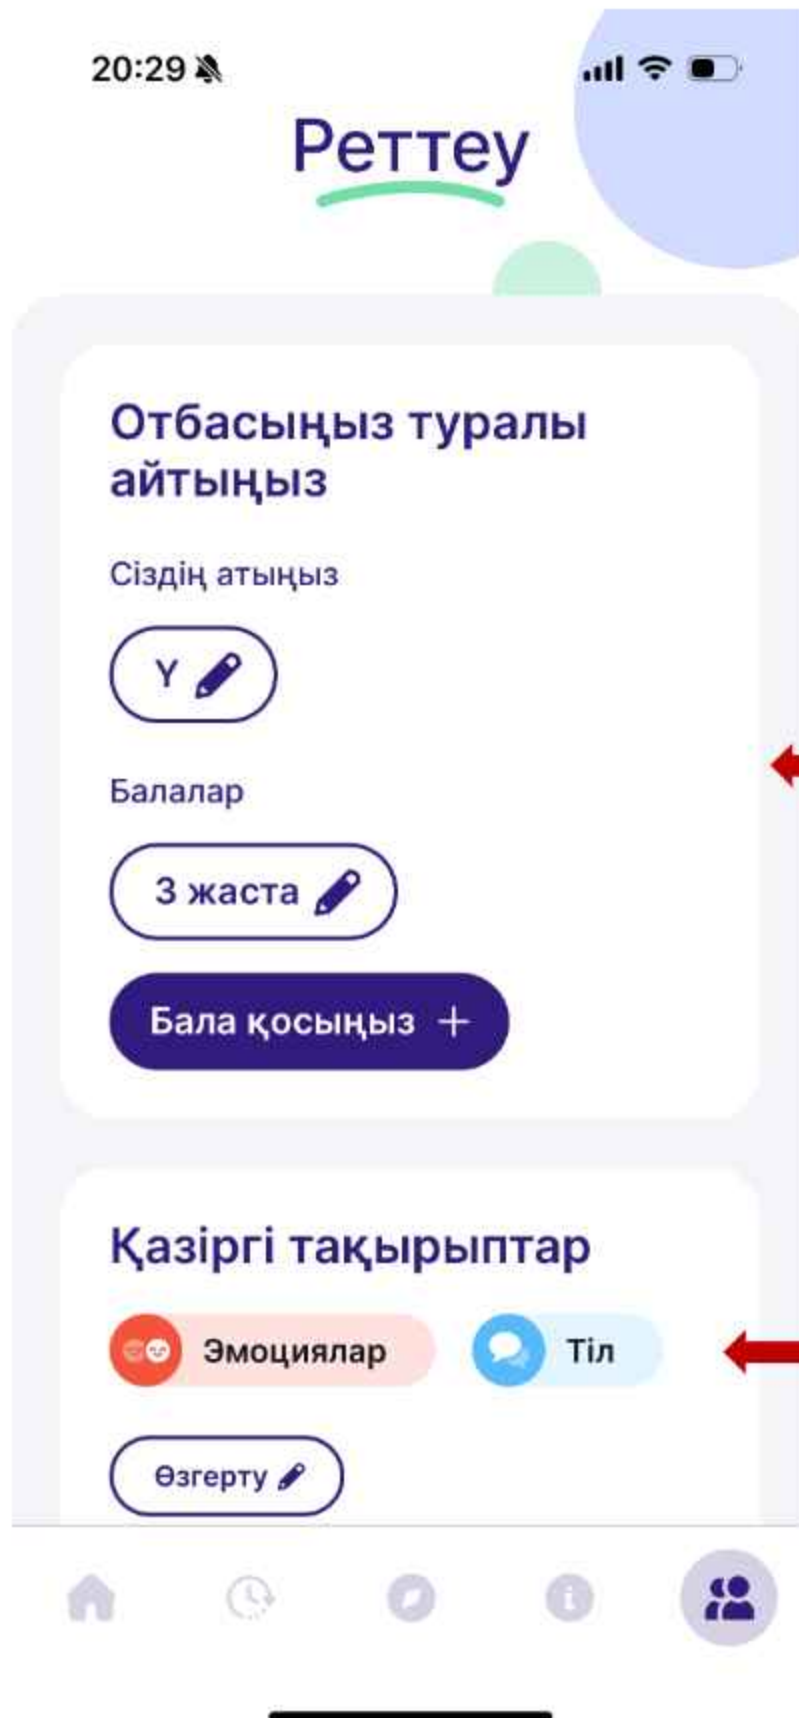 20:29
Реттеу
Отбасыңыз туралы
айтыңыз
Сіздің атыңыз
Y
Балалар
3 жаста
Бала қосыңыз +
Қазіргі тақырыптар
Эмоциялар
Тіл
Өзгерту